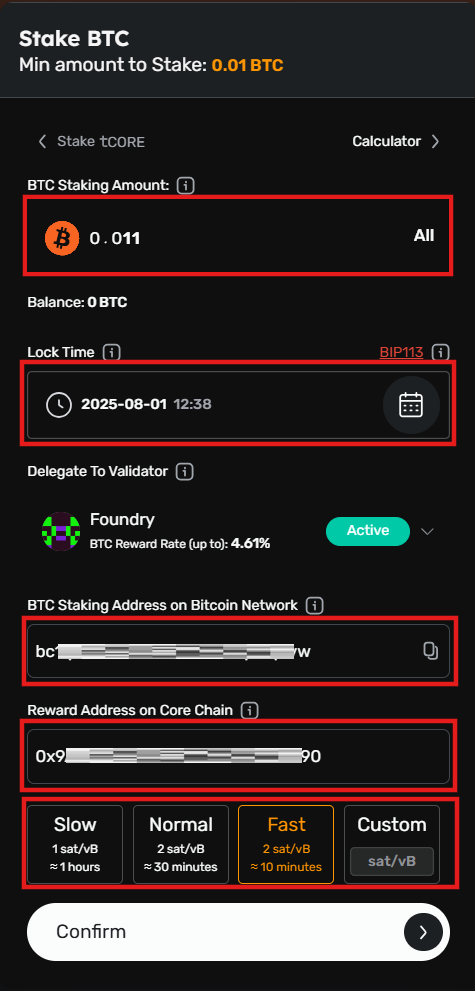 Stake BTC
Min amount to Stake: 0.01 BTC
Stake tCORE
Calculator
BTC Staking Amount:
0.011
All
Balance: 0 BTC
Lock Time
BIP113
2025-08-01 12:38
Delegate To Validator
Foundry
BTC Reward Rate (up to): 4.61%
Active
BTC Staking Address on Bitcoin Network
Reward Address on Core Chain
0x9 90
Slow
1 sat/vB
≈ 1 hours
Normal
2 sat/vB
≈ 30 minutes
Fast
2 sat/vB
≈ 10 minutes
Custom
sat/vB
Confirm